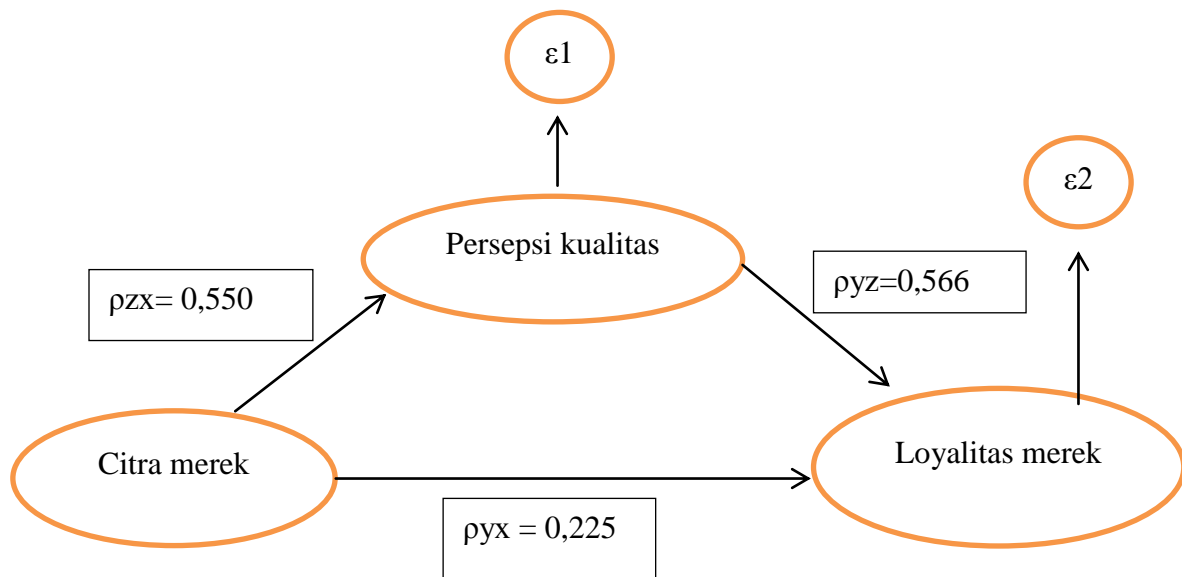 ε1
ε2
Persepsi kualitas
ρzx= 0,550
ρyz=0,566
Citra merek
Loyalitas merek
ρyx = 0,225